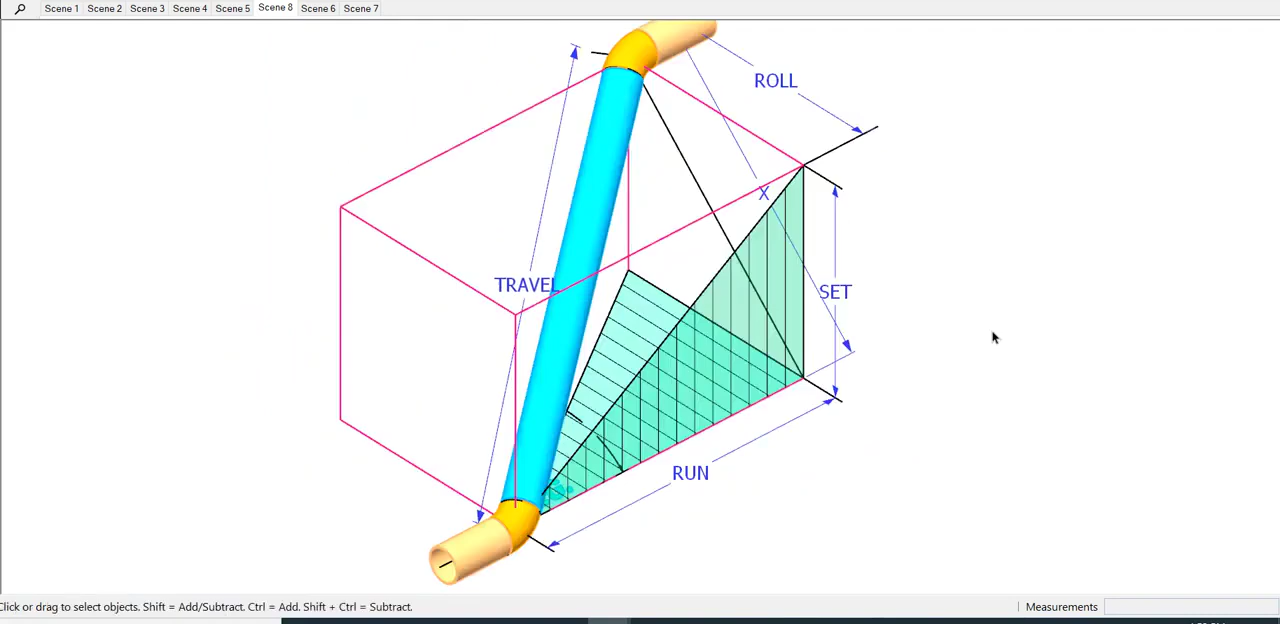 Scene 1 Scene 2 Scene 3 Scene 4 Scene 5 Scene 8 Scene 6 Scene 7
ROLL
X
TRAVEL
SET
RUN
Click or drag to select objects. Shift = Add/Subtract. Ctrl = Add. Shift + Ctrl = Subtract.
Measurements